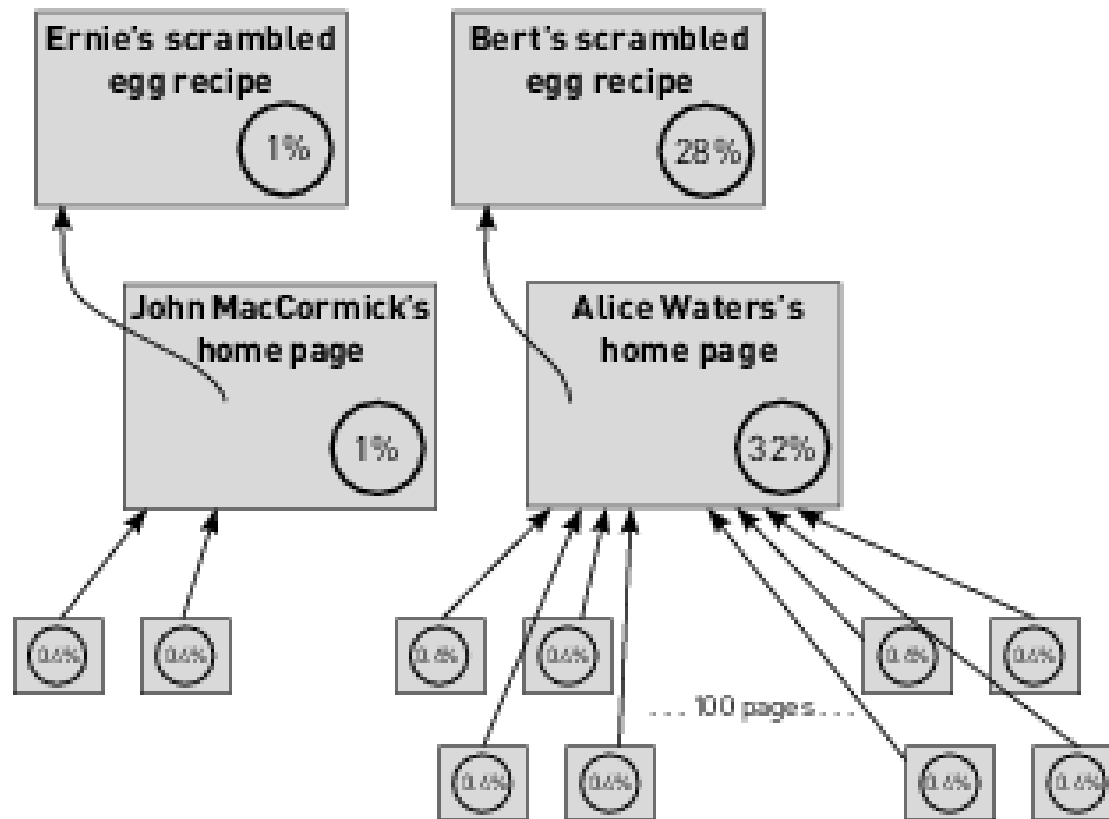 Ernie's scrambled
egg recipe
1%
Bert's scrambled
egg recipe
28%
John MacCormick's
home page
1%
Alice Waters's
home page
32%
... 100 pages ...